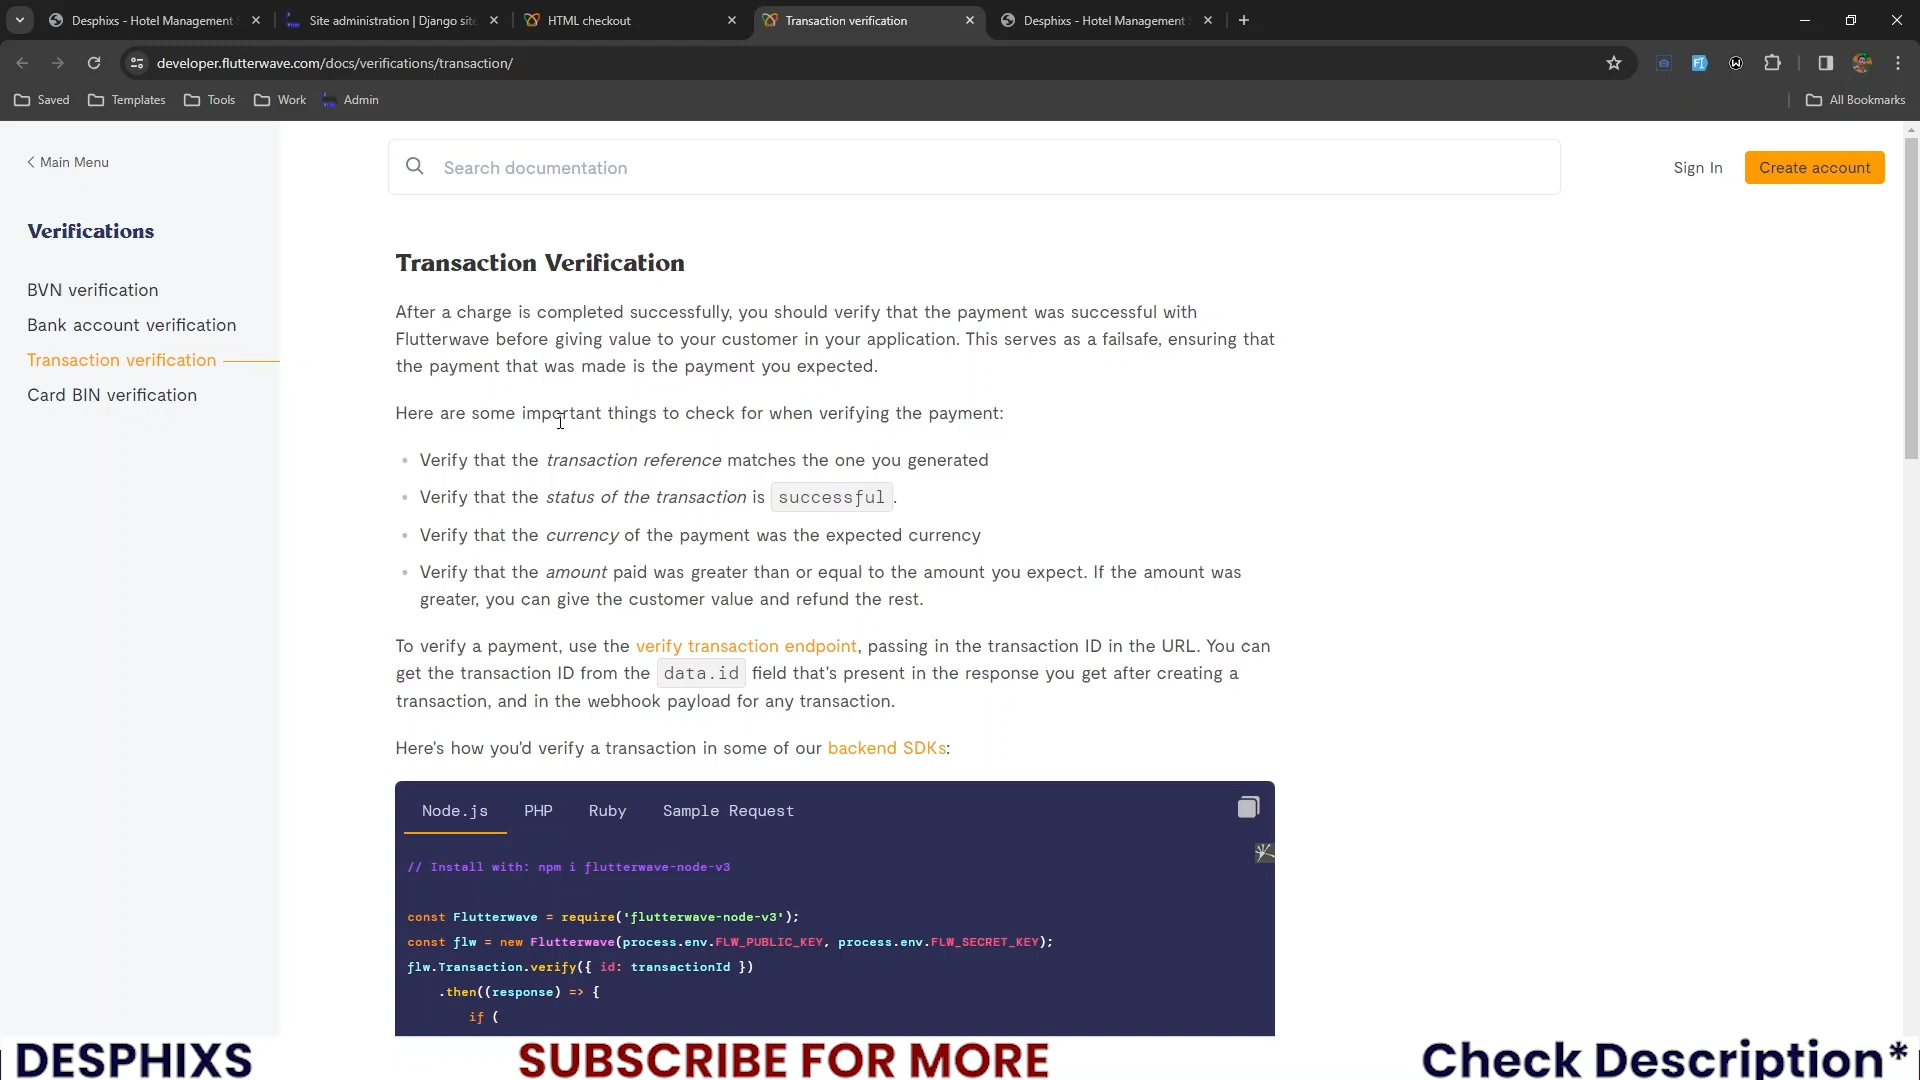 Desphixs - Hotel Management
Site administration | Django site
HTML checkout
Transaction verification
Desphixs - Hotel Management
developer.flutterwave.com/docs/verifications/transaction/
Saved
Templates
Tools
Work
Admin
All Bookmarks
Main Menu
Search documentation
Sign In
Create account
Verifications
BVN verification
Bank account verification
Transaction verification
Card BIN verification
Transaction Verification
After a charge is completed successfully, you should verify that the payment was successful with
Flutterwave before giving value to your customer in your application. This serves as a failsafe, ensuring that
the payment that was made is the payment you expected.
Here are some important things to check for when verifying the payment:
Verify that the transaction reference matches the one you generated
Verify that the status of the transaction is successful.
Verify that the currency of the payment was the expected currency
Verify that the amount paid was greater than or equal to the amount you expect. If the amount was
greater, you can give the customer value and refund the rest.
To verify a payment, use the verify transaction endpoint, passing in the transaction ID in the URL. You can
get the transaction ID from the data.id field that's present in the response you get after creating a
transaction, and in the webhook payload for any transaction.
Here's how you'd verify a transaction in some of our backend SDKs:
Node.js PHP Ruby Sample Request
// Install with: npm i flutterwave-node-v3
const Flutterwave = require('flutterwave-node-v3');
const flw = new Flutterwave(process.env.FLW_PUBLIC_KEY, process.env.FLW_SECRET_KEY);
flw.Transaction.verify({ id: transactionId })
.then((response) => {
if (
DESPHIXS
SUBSCRIBE FOR MORE
Check Description*